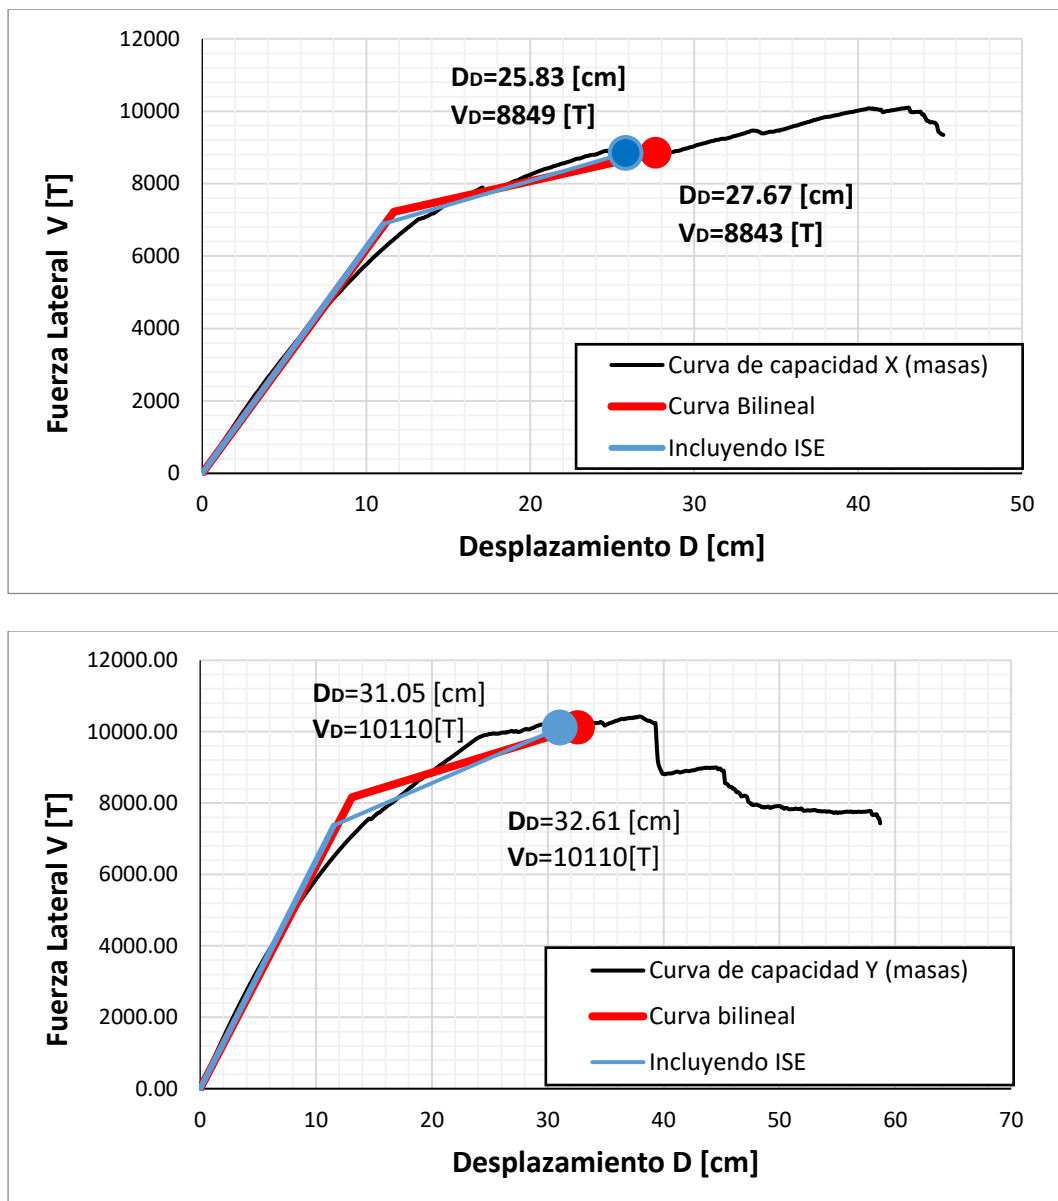 12000
10000
8000
6000
4000
2000
0
Fuerza Lateral V [T]
DD=25.83 [cm]
VD=8849 [T]
DD=27.67 [cm]
VD=8843 [T]
Curva de capacidad X (masas)
Curva Bilineal
Incluyendo ISE
0 10 20 30 40 50
Desplazamiento D [cm]
12000.00
10000.00
8000.00
6000.00
4000.00
2000.00
0.00
Fuerza Lateral V [T]
DD=31.05 [cm]
VD=10110[T]
DD=32.61 [cm]
VD=10110[T]
Curva de capacidad Y (masas)
Curva bilineal
Incluyendo ISE
0 10 20 30 40 50 60 70
Desplazamiento D [cm]